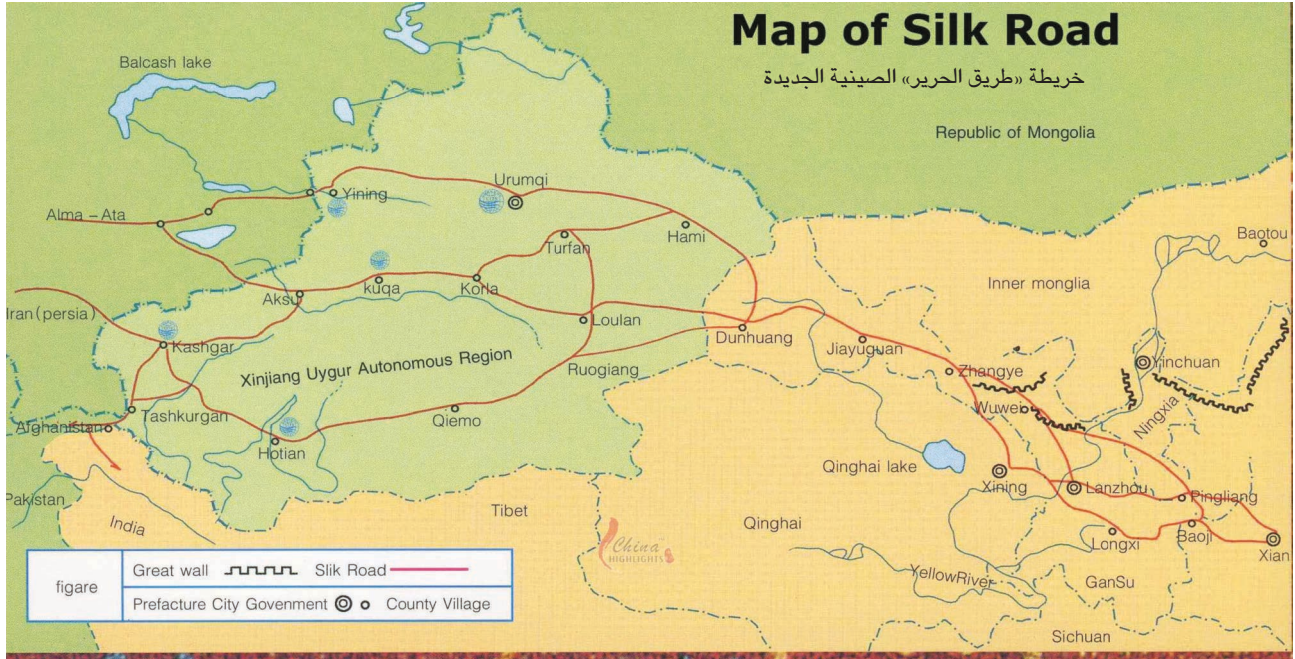 Map of Silk Road
خريطة «طريق الحرير» الصينية الجديدة
Balcash lake
Republic of Mongolia
Yining
Urumqi
Alma-Ata
Turfan
Hami
Baotou
Inner monglia
Aksu
kuqa
Korla
Iran(persia)
Loulan
Dunhuang
Jiayuguan
Kashgar
Yinchuan
Xinjiang Uygur Autonomous Region
Ruogiang
Zhangye
Tashkurgan
Qiemo
Wuwei
Ningxia
Afghanistan
Hotian
Qinghai lake
Xining
Lanzhou
Pingliang
Pakistan
India
Tibet
Qinghai
Longxi
Baoji
Xian
China
HIGHLIGHTS
YellowRiver
GanSu
Sichuan
figare
Great wall Slik Road
Prefacture City Govenment County Village